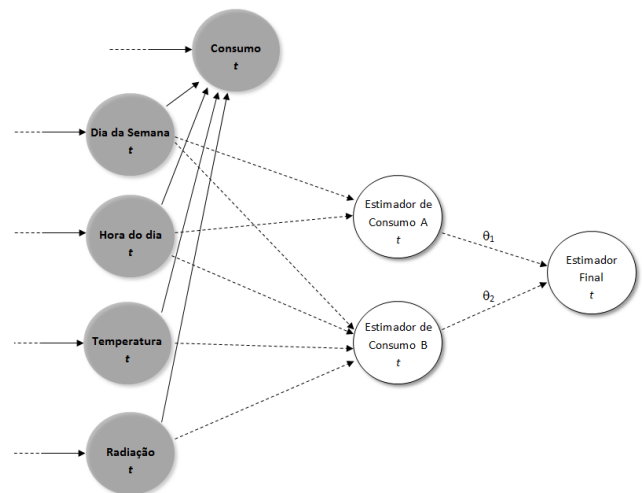 Consumo
t
Dia da Semana
t
Hora do dia
t
Temperatura
t
Radiação
t
Estimador de
Consumo A
t
Estimador de
Consumo B
t
θ1
θ2
Estimador
Final
t